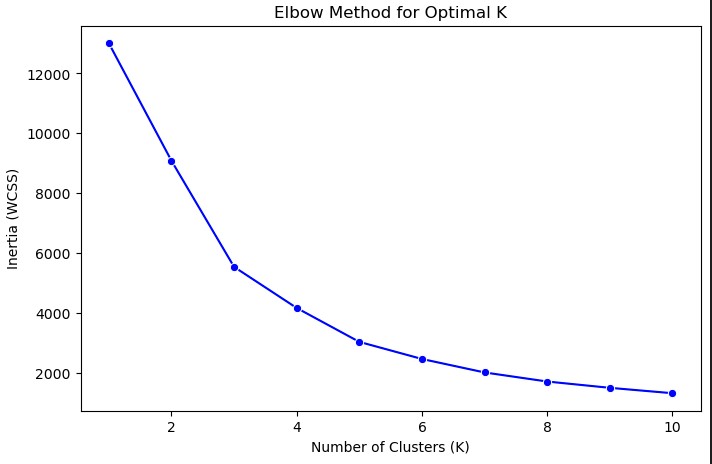 Elbow Method for Optimal K
12000
10000
8000
6000
4000
2000
Inertia (WCSS)
2 4 6 8 10
Number of Clusters (K)